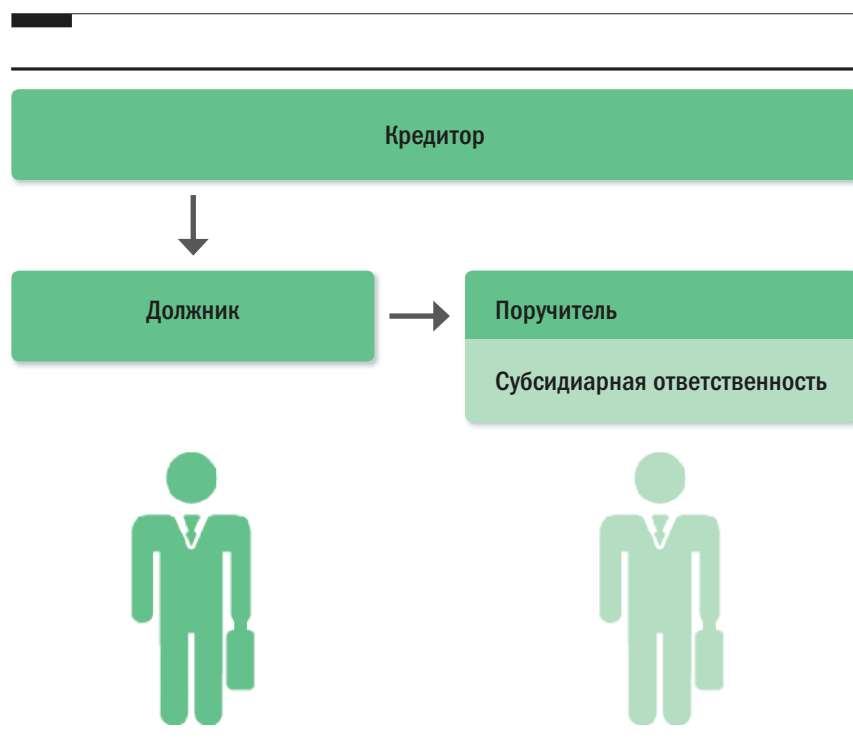 Кредитор
Должник
Поручитель
Субсидиарная ответственность